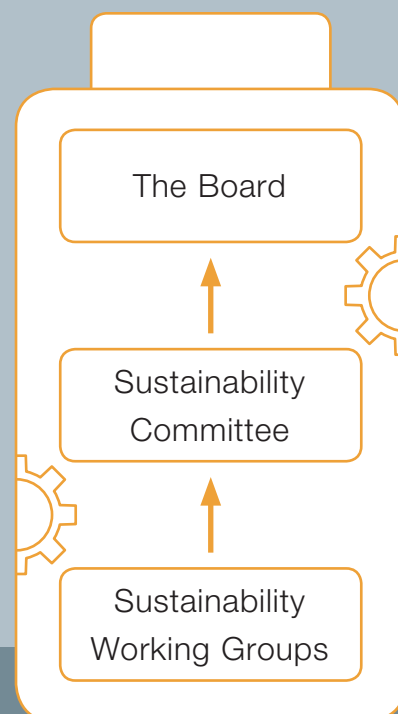 The Board
Sustainability
Committee
Sustainability
Working Groups